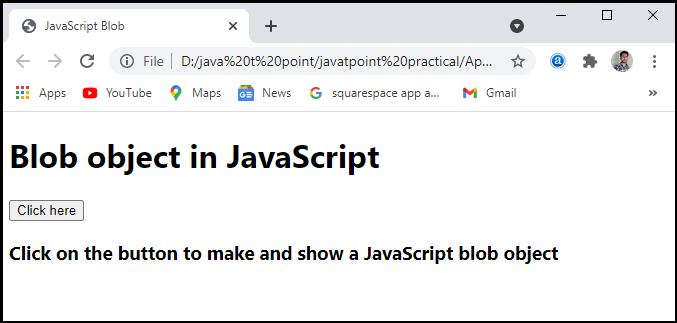 JavaScript Blob
File | D:/java%20t%20point/javatpoint%20practical/Ap...
Apps YouTube Maps News squarespace app a... Gmail »
Blob object in JavaScript
Click here
Click on the button to make and show a JavaScript blob object